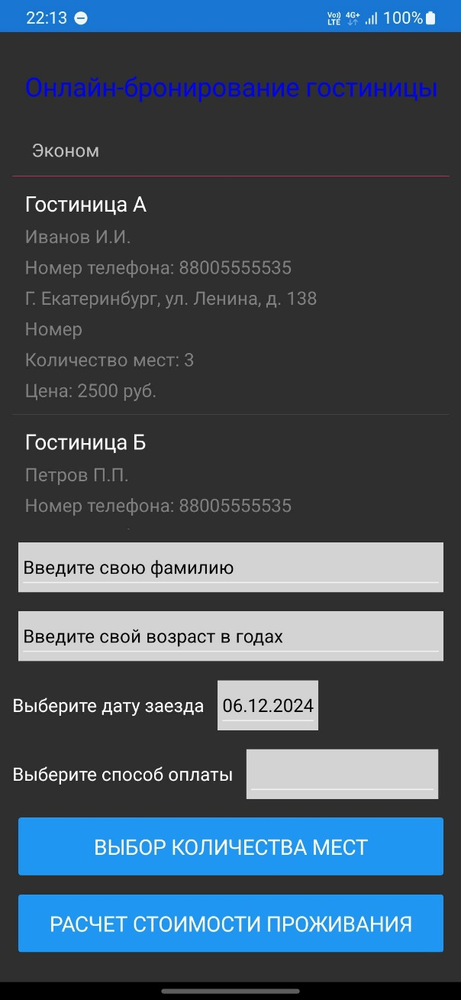 22:13
Vo)) LTE 4G+ 100%
Онлайн-бронирование гостиницы
Эконом
Гостиница А
Иванов И.И.
Номер телефона: 88005555535
Г. Екатеринбург, ул. Ленина, д. 138
Номер
Количество мест: 3
Цена: 2500 руб.
Гостиница Б
Петров П.П.
Номер телефона: 88005555535
Введите свою фамилию
Введите свой возраст в годах
Выберите дату заезда 06.12.2024
Выберите способ оплаты
ВЫБОР КОЛИЧЕСТВА МЕСТ
РАСЧЕТ СТОИМОСТИ ПРОЖИВАНИЯ